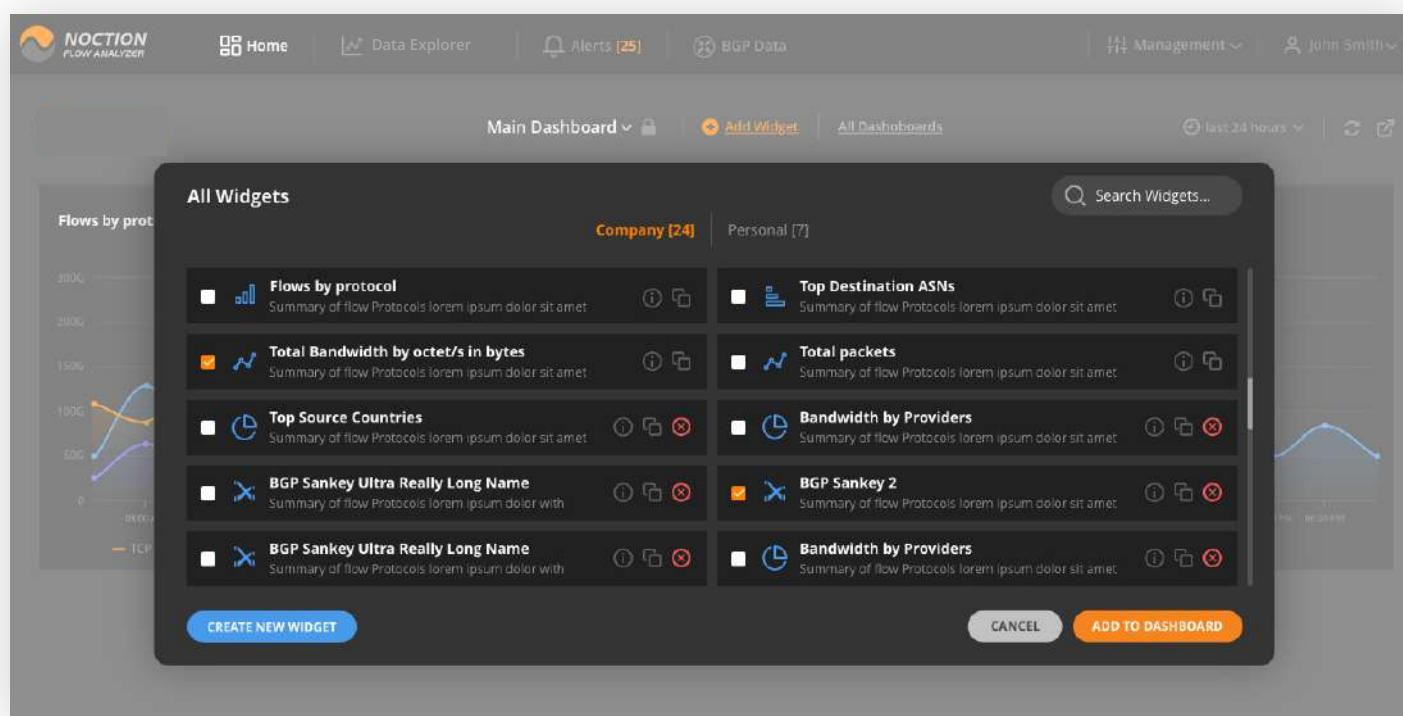 NOCTION
FLOW ANALYZER
Home
Data Explorer
Alerts [25]
BGP Data
Management
John Smith
Main Dashboard
Add Widget
All Dashoboards
last 24 hours
Flows by prot
300G
200G
150G
100G
50G
0
TCP
All Widgets
Search Widgets...
Company [24]
Personal [7]
Flows by protocol
Summary of flow Protocols lorem ipsum dolor sit amet
Top Destination ASNs
Summary of flow Protocols lorem ipsum dolor sit amet
Total Bandwidth by octet/s in bytes
Summary of flow Protocols lorem ipsum dolor sit amet
Total packets
Summary of flow Protocols lorem ipsum dolor sit amet
Top Source Countries
Summary of flow Protocols lorem ipsum dolor sit amet
Bandwidth by Providers
Summary of flow Protocols lorem ipsum dolor sit amet
BGP Sankey Ultra Really Long Name
Summary of flow Protocols lorem ipsum dolor with
BGP Sankey 2
Summary of flow Protocols lorem ipsum dolor sit amet
BGP Sankey Ultra Really Long Name
Summary of flow Protocols lorem ipsum dolor with
Bandwidth by Providers
Summary of flow Protocols lorem ipsum dolor sit amet
CREATE NEW WIDGET
CANCEL
ADD TO DASHBOARD